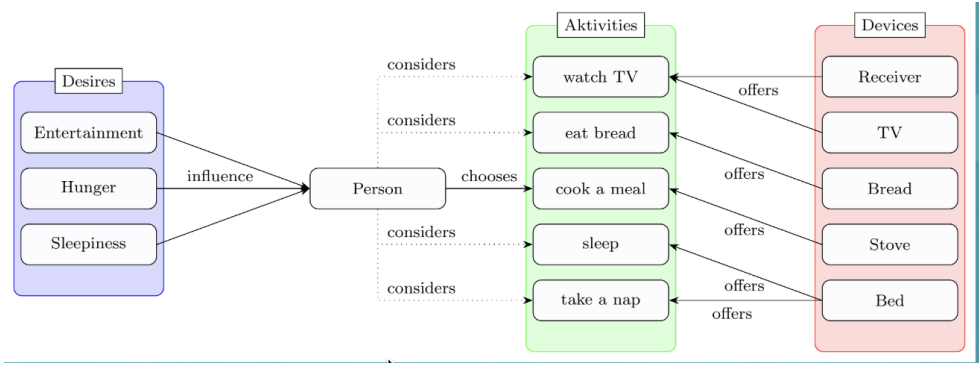 Desires
Entertainment
Hunger
Sleepiness
influence
Person
considers
considers
chooses
considers
considers
Aktivities
watch TV
eat bread
cook a meal
sleep
take a nap
offers
offers
offers
offers
offers
Devices
Receiver
TV
Bread
Stove
Bed